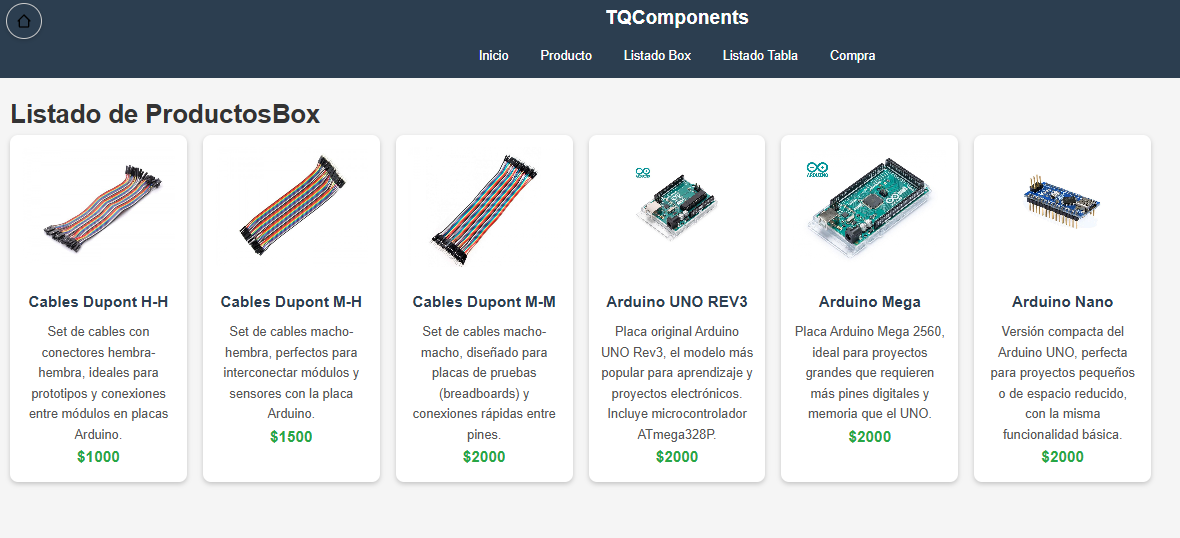 TQComponents
Inicio Producto Listado Box Listado Tabla Compra
Listado de ProductosBox
Cables Dupont H-H
Set de cables con
conectores hembra-
hembra, ideales para
prototipos y conexiones
entre módulos en placas
Arduino.
$1000
Cables Dupont M-H
Set de cables macho-
hembra, perfectos para
interconectar módulos y
sensores con la placa
Arduino.
$1500
Cables Dupont M-M
Set de cables macho-
macho, diseñado para
placas de pruebas
(breadboards) y
conexiones rápidas entre
pines.
$2000
ARDUINO
Arduino UNO REV3
Placa original Arduino
UNO Rev3, el modelo más
popular para aprendizaje y
proyectos electrónicos.
Incluye microcontrolador
ATmega328P.
$2000
ARDUINO
Arduino Mega
Placa Arduino Mega 2560,
ideal para proyectos
grandes que requieren
más pines digitales y
memoria que el UNO.
$2000
Arduino Nano
Versión compacta del
Arduino UNO, perfecta
para proyectos pequeños
o de espacio reducido,
con la misma
funcionalidad básica.
$2000